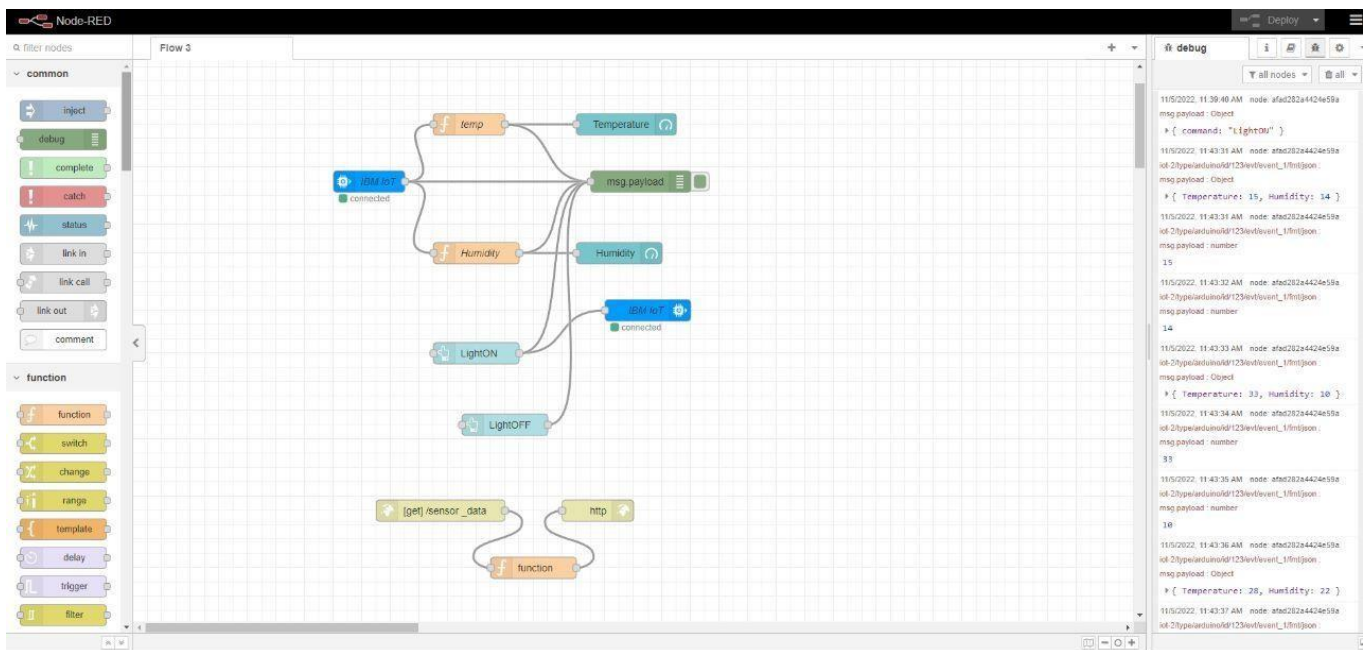 Node-RED
Deploy
filter nodes
common
inject
debug
complete
catch
status
link in
link call
link out
comment
function
function
switch
change
range
template
delay
trigger
filter
Flow 3
temp
Temperature
IBM IoT
connected
msg.payload
Humidity
Humidity
IBM IoT
connected
LightON
LightOFF
[get] /sensor _data
http
function
debug
all nodes
all
11/5/2022, 11:39:40 AM node: afad282a4424e59a
msg.payload : Object
{ command: "LightON" }
11/5/2022, 11:43:31 AM node: afad282a4424e59a
iot-2/type/arduino/id/123/evt/event_1/fmt/json :
msg.payload : Object
{ Temperature: 15, Humidity: 14 }
11/5/2022, 11:43:31 AM node: afad282a4424e59a
iot-2/type/arduino/id/123/evt/event_1/fmt/json :
msg.payload : number
15
11/5/2022, 11:43:32 AM node: afad282a4424e59a
iot-2/type/arduino/id/123/evt/event_1/fmt/json :
msg.payload : number
14
11/5/2022, 11:43:33 AM node: afad282a4424e59a
iot-2/type/arduino/id/123/evt/event_1/fmt/json :
msg.payload : Object
{ Temperature: 33, Humidity: 10 }
11/5/2022, 11:43:34 AM node: afad282a4424e59a
iot-2/type/arduino/id/123/evt/event_1/fmt/json :
msg.payload : number
33
11/5/2022, 11:43:35 AM node: afad282a4424e59a
iot-2/type/arduino/id/123/evt/event_1/fmt/json :
msg.payload : number
10
11/5/2022, 11:43:36 AM node: afad282a4424e59a
iot-2/type/arduino/id/123/evt/event_1/fmt/json :
msg.payload : Object
{ Temperature: 28, Humidity: 22 }
11/5/2022, 11:43:37 AM node: afad282a4424e59a
iot-2/type/arduino/id/123/evt/event_1/fmt/json :